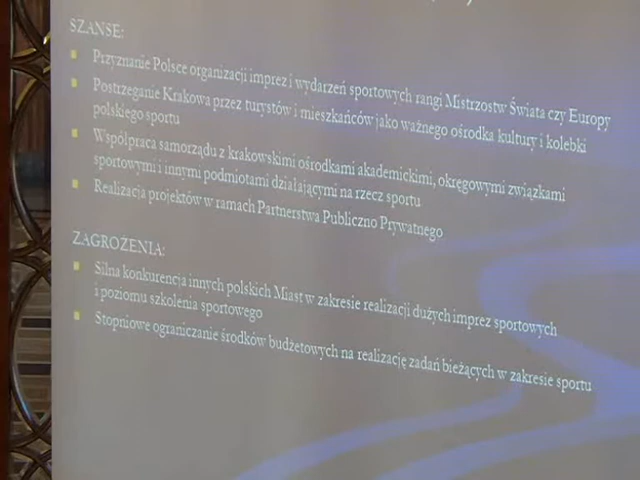 SZANSE:
Przyznanie Polsce organizacji imprez i wydarzeń sportowych rangi Mistrzostw Świata czy Europy
Postrzeganie Krakowa przez turystów i mieszkańców jako ważnego ośrodka kultury i kolebki
polskiego sportu
Współpraca samorządu z krakowskimi ośrodkami akademickimi, okręgowymi związkami
sportowymi i innymi podmiotami działającymi na rzecz sportu
Realizacja projektów w ramach Partnerstwa Publiczno Prywatnego
ZAGROŻENIA:
Silna konkurencja innych polskich Miast w zakresie realizacji dużych imprez sportowych
i poziomu szkolenia sportowego
Stopniowe ograniczanie środków budżetowych na realizację zadań bieżących w zakresie sportu